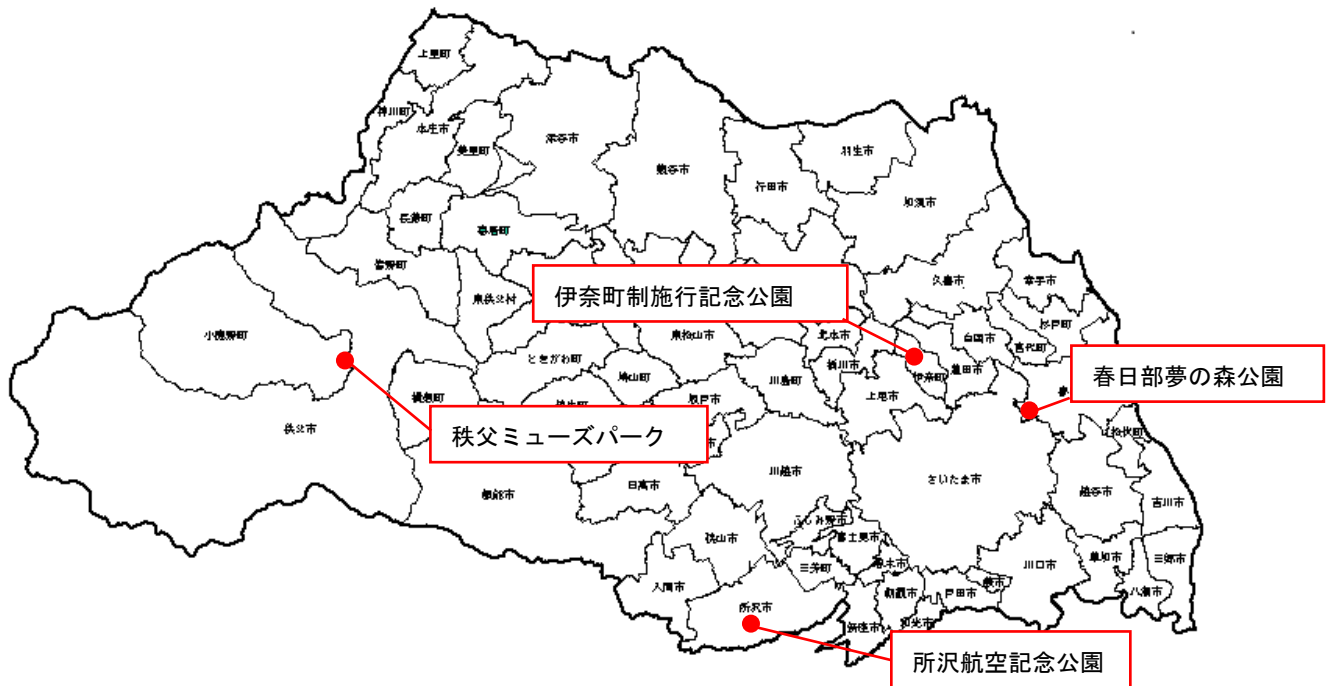 上里町
神川町
本庄市
美里町
深谷市
熊谷市
行田市
羽生市
加須市
長瀞町
寄居町
皆野町
東秩父村
小鹿野町
秩父市
横瀬町
ときがわ町
東松山市
鳩山町
坂戸市
川島町
北本市
桶川市
上尾市
伊奈町
蓮田市
白岡市
宮代町
杉戸町
幸手市
久喜市
伊奈町制施行記念公園
春日部夢の森公園
秩父ミューズパーク
飯能市
日高市
川越市
さいたま市
松伏町
越谷市
吉川市
狭山市
ふじみ野市
富士見市
三芳町
入間市
所沢市
志木市
朝霞市
新座市
和光市
戸田市
蕨市
川口市
草加市
八潮市
三郷市
所沢航空記念公園